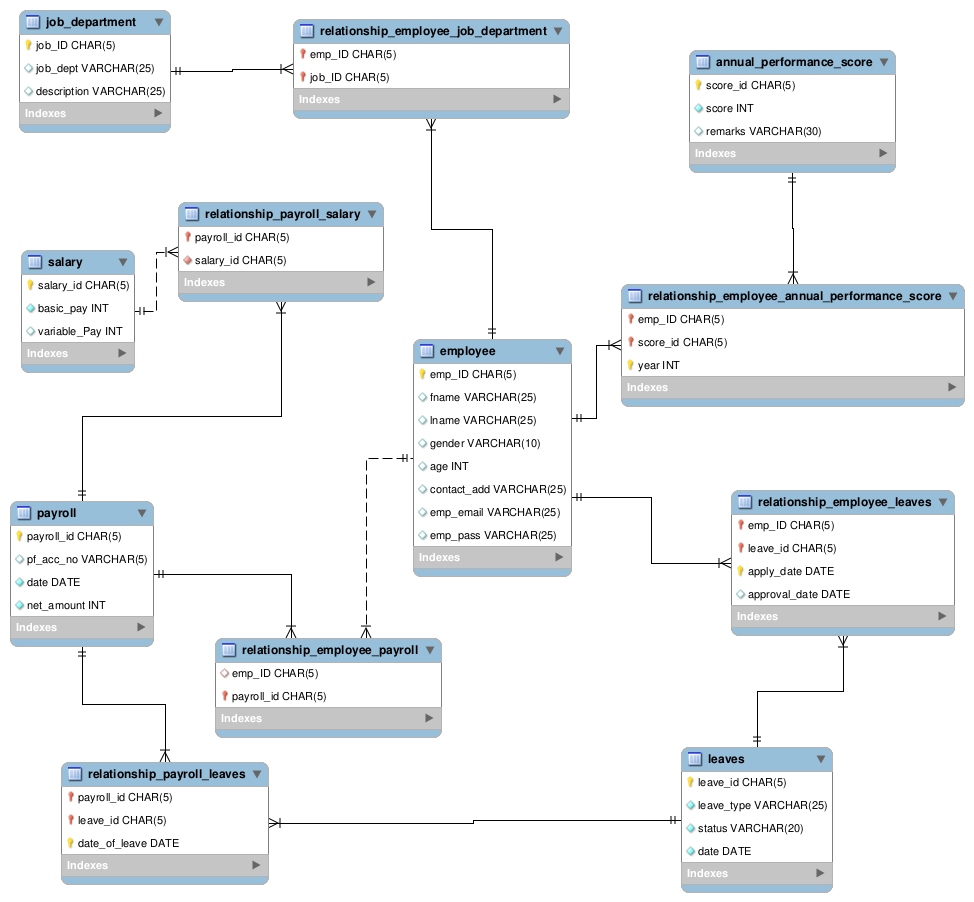 job_department
job_ID CHAR(5)
job_dept VARCHAR(25)
description VARCHAR(25)
Indexes
relationship_employee_job_department
emp_ID CHAR(5)
job_ID CHAR(5)
Indexes
annual_performance_score
score_id CHAR(5)
score INT
remarks VARCHAR(30)
Indexes
relationship_payroll_salary
payroll_id CHAR(5)
salary_id CHAR(5)
Indexes
salary
salary_id CHAR(5)
basic_pay INT
variable_Pay INT
Indexes
relationship_employee_annual_performance_score
emp_ID CHAR(5)
score_id CHAR(5)
year INT
Indexes
employee
emp_ID CHAR(5)
fname VARCHAR(25)
lname VARCHAR(25)
gender VARCHAR(10)
age INT
contact_add VARCHAR(25)
emp_email VARCHAR(25)
emp_pass VARCHAR(25)
Indexes
relationship_employee_leaves
emp_ID CHAR(5)
leave_id CHAR(5)
apply_date DATE
approval_date DATE
Indexes
payroll
payroll_id CHAR(5)
pf_acc_no VARCHAR(5)
date DATE
net_amount INT
Indexes
relationship_employee_payroll
emp_ID CHAR(5)
payroll_id CHAR(5)
Indexes
relationship_payroll_leaves
payroll_id CHAR(5)
leave_id CHAR(5)
date_of_leave DATE
Indexes
leaves
leave_id CHAR(5)
leave_type VARCHAR(25)
status VARCHAR(20)
date DATE
Indexes